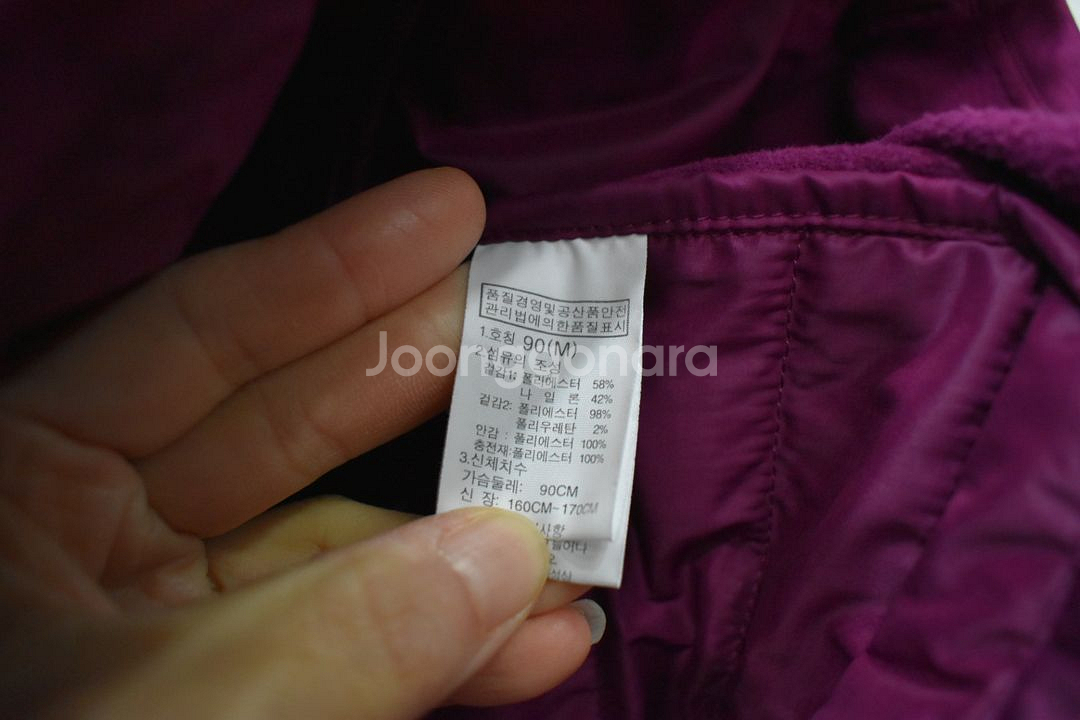 품질경영및공산품안전
관리법에의한품질표시
1.호칭 90(M)
2.섬유의 조성
겉감1: 폴리에스터 58%
나 일 론 42%
겉감2: 폴리에스터 98%
폴리우레탄 2%
안감 : 폴리에스터 100%
충전재:폴리에스터 100%
3.신체치수
가슴둘레: 90CM
신 장: 160CM~170CM
사항
Joongonara